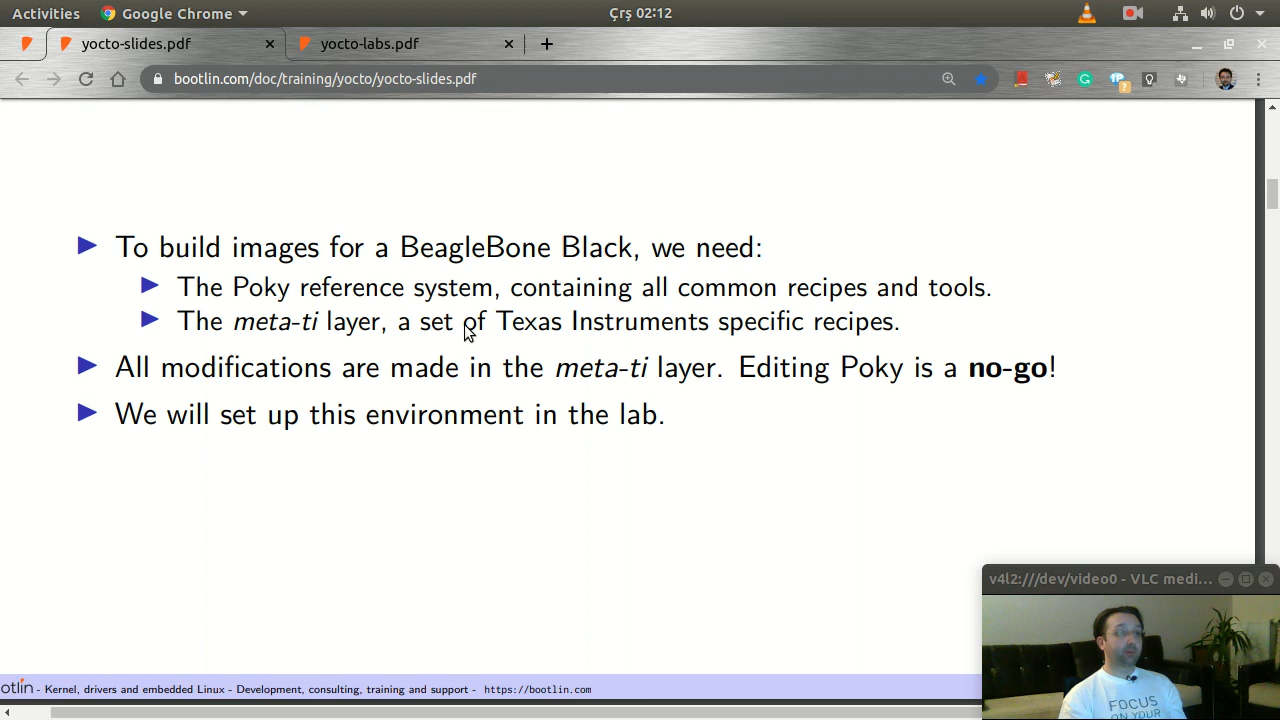 Activities Google Chrome Çrş 02:12
yocto-slides.pdf yocto-labs.pdf
bootlin.com/doc/training/yocto/yocto-slides.pdf
To build images for a BeagleBone Black, we need:
The Poky reference system, containing all common recipes and tools.
The meta-ti layer, a set of Texas Instruments specific recipes.
All modifications are made in the meta-ti layer. Editing Poky is a no-go!
We will set up this environment in the lab.
v4l2:///dev/video0 - VLC medi...
FOCUS
ON YOUR
otlin - Kernel, drivers and embedded Linux - Development, consulting, training and support - https://bootlin.com